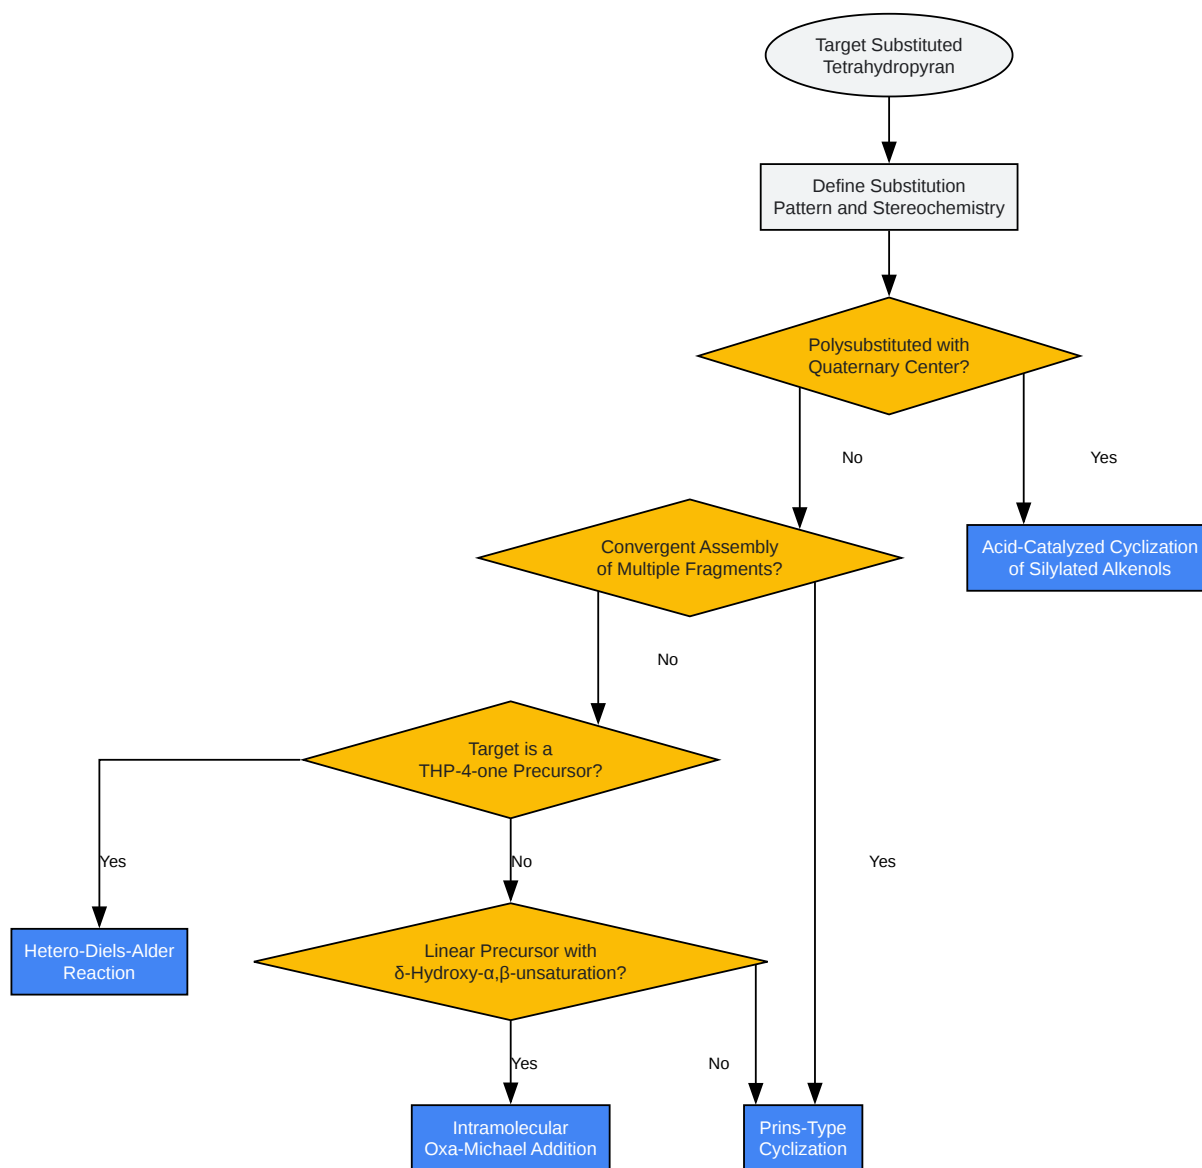 Target Substituted
Tetrahydropyran
Define Substitution
Pattern and Stereochemistry
Polysubstituted with
Quaternary Center?
No
Yes
Convergent Assembly
of Multiple Fragments?
Acid-Catalyzed Cyclization
of Silylated Alkenols
No
Target is a
THP-4-one Precursor?
Yes
No
Yes
Hetero-Diels-Alder
Reaction
Linear Precursor with
δ-Hydroxy-α,β-unsaturation?
Yes
No
Intramolecular
Oxa-Michael Addition
Prins-Type
Cyclization